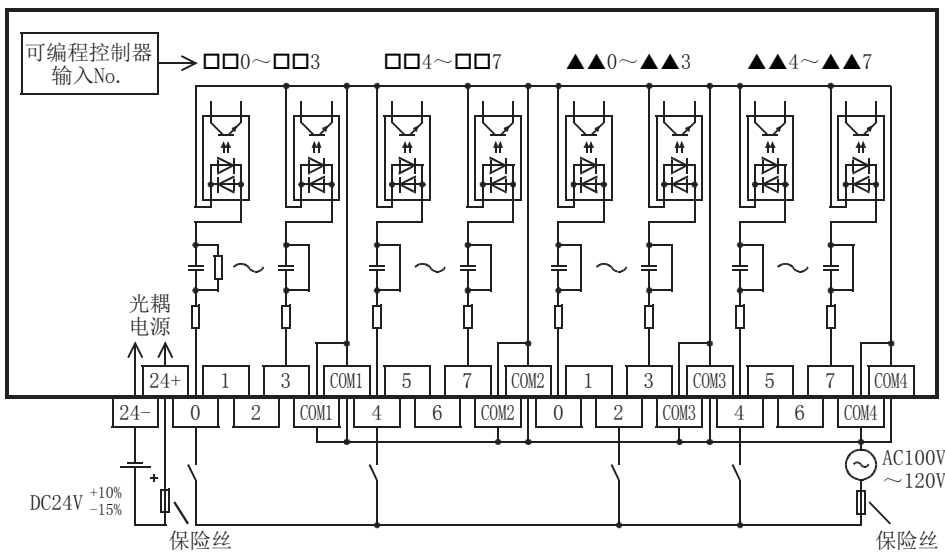 可编程控制器
输入No.
□□0～□□3
□□4～□□7
▲▲0～▲▲3
▲▲4～▲▲7
光耦
电源
24+ 1 3 COM1 5 7 COM2 1 3 COM3 5 7 COM4
24− 0 2 COM1 4 6 COM2 0 2 COM3 4 6 COM4
+
DC24V +10%
−15%
保险丝
AC100V
～120V
保险丝